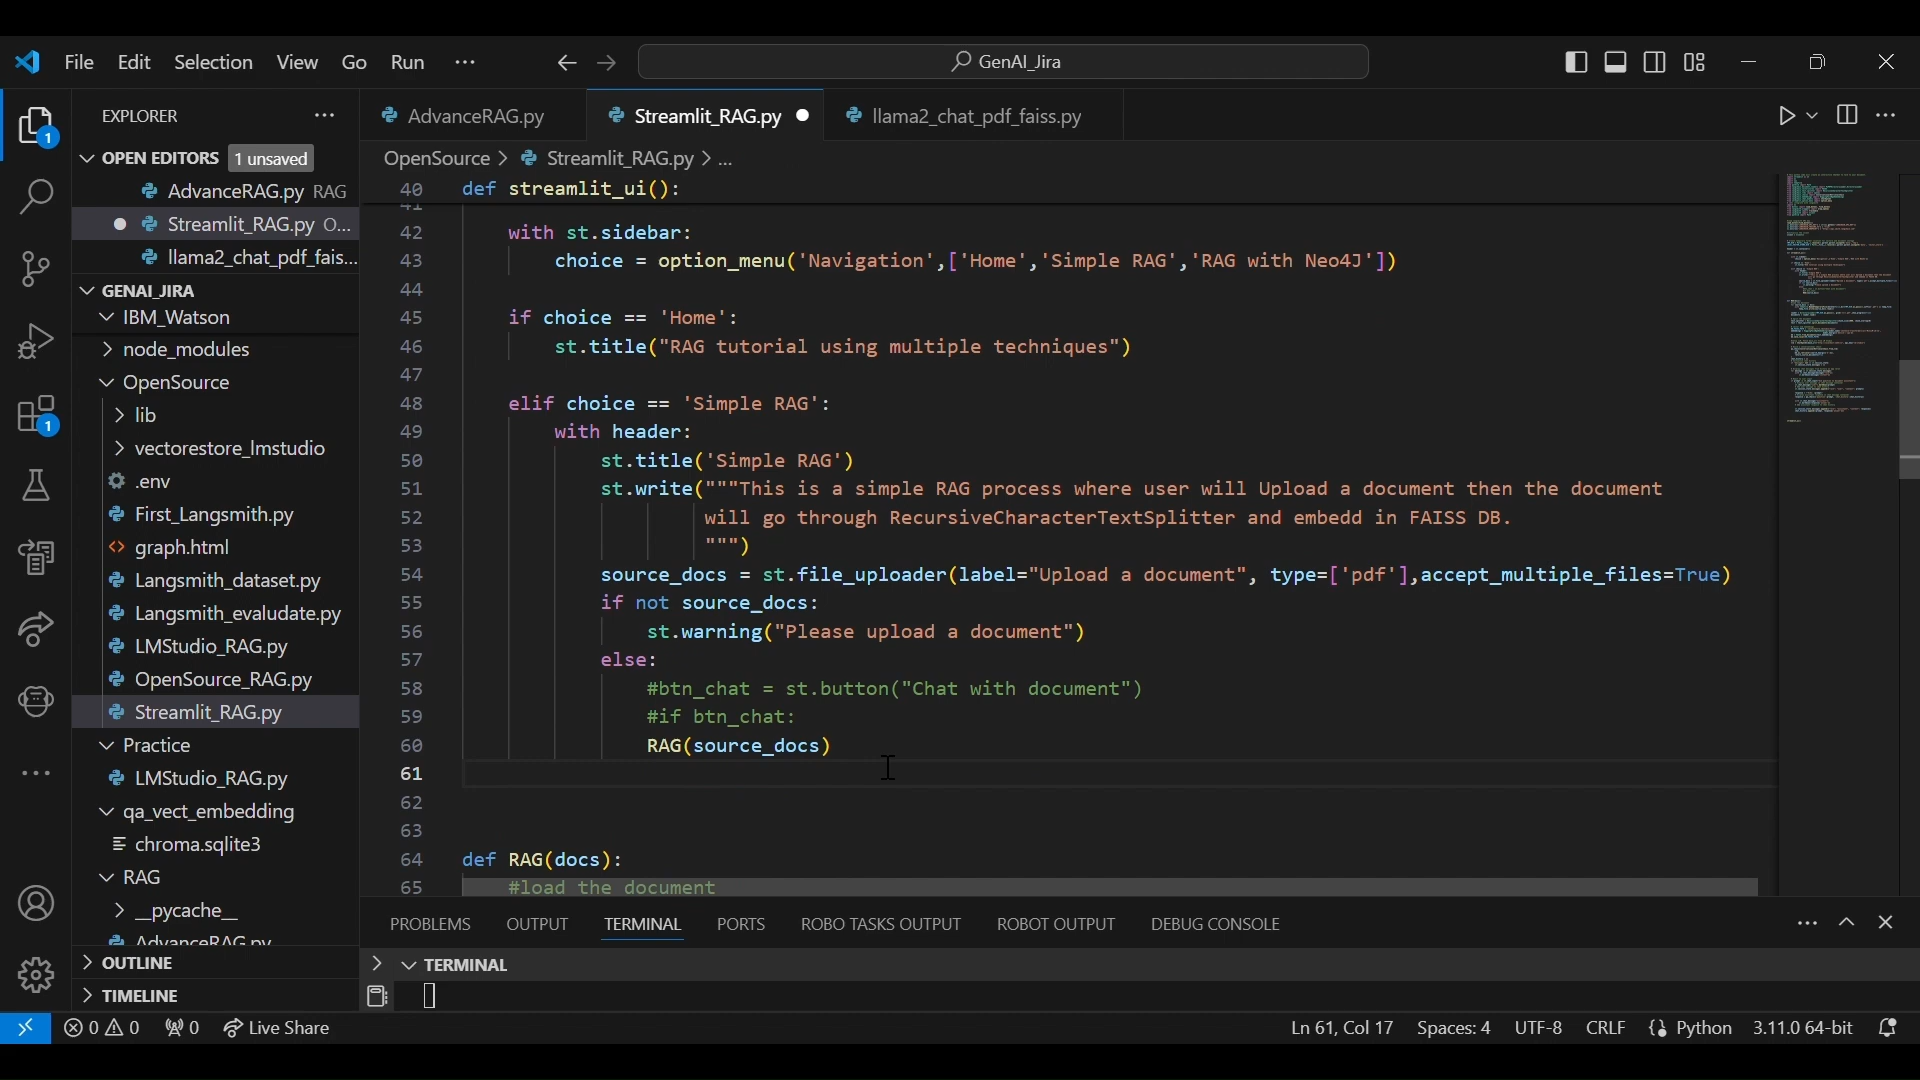 File Edit Selection View Go Run ... GenAI_Jira
EXPLORER ...
OPEN EDITORS 1 unsaved
AdvanceRAG.py RAG
Streamlit_RAG.py O...
llama2_chat_pdf_fais...
GENAI_JIRA
IBM_Watson
node_modules
OpenSource
lib
vectorestore_lmstudio
.env
First_Langsmith.py
graph.html
Langsmith_dataset.py
Langsmith_evaludate.py
LMStudio_RAG.py
OpenSource_RAG.py
Streamlit_RAG.py
Practice
LMStudio_RAG.py
qa_vect_embedding
chroma.sqlite3
RAG
__pycache__
AdvanceRAG.py
OUTLINE
TIMELINE
1
1
AdvanceRAG.py Streamlit_RAG.py llama2_chat_pdf_faiss.py
OpenSource > Streamlit_RAG.py > ...
40 def streamlit_ui():
41
42 with st.sidebar:
43 choice = option_menu('Navigation',['Home','Simple RAG','RAG with Neo4J'])
44
45 if choice == 'Home':
46 st.title("RAG tutorial using multiple techniques")
47
48 elif choice == 'Simple RAG':
49 with header:
50 st.title('Simple RAG')
51 st.write("""This is a simple RAG process where user will Upload a document then the document
52 will go through RecursiveCharacterTextSplitter and embedd in FAISS DB.
53 """)
54 source_docs = st.file_uploader(label="Upload a document", type=['pdf'],accept_multiple_files=True)
55 if not source_docs:
56 st.warning("Please upload a document")
57 else:
58 #btn_chat = st.button("Chat with document")
59 #if btn_chat:
60 RAG(source_docs)
61
62
63
64 def RAG(docs):
65 #load the document
PROBLEMS OUTPUT TERMINAL PORTS ROBO TASKS OUTPUT ROBOT OUTPUT DEBUG CONSOLE
TERMINAL
0 0 0 Live Share Ln 61, Col 17 Spaces: 4 UTF-8 CRLF Python 3.11.0 64-bit